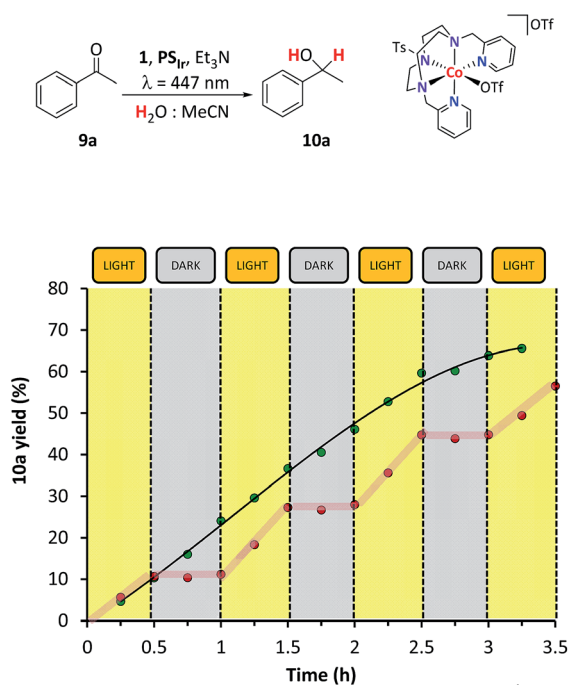 O
1, PS_Ir, Et₃N
λ = 447 nm
H₂O : MeCN
9a
HO H
10a
Ts
N N
N Co
N N
OTf
OTf
LIGHT DARK LIGHT DARK LIGHT DARK LIGHT
10a yield (%)
80
70
60
50
40
30
20
10
0
0 0.5 1 1.5 2 2.5 3 3.5
Time (h)